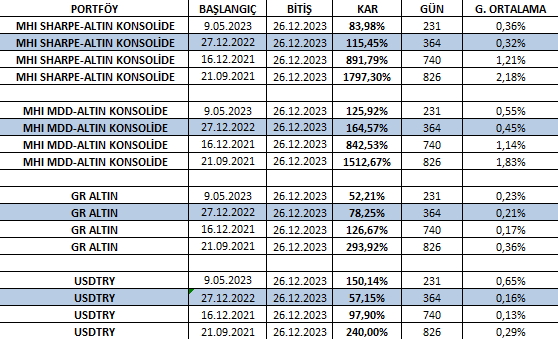 PORTFÖY BAŞLANGIÇ BİTİŞ KAR GÜN G. ORTALAMA
MHI SHARPE-ALTIN KONSOLİDE 9.05.2023 26.12.2023 83,98% 231 0,36%
MHI SHARPE-ALTIN KONSOLİDE 27.12.2022 26.12.2023 115,45% 364 0,32%
MHI SHARPE-ALTIN KONSOLİDE 16.12.2021 26.12.2023 891,79% 740 1,21%
MHI SHARPE-ALTIN KONSOLİDE 21.09.2021 26.12.2023 1797,30% 826 2,18%
MHI MDD-ALTIN KONSOLİDE 9.05.2023 26.12.2023 125,92% 231 0,55%
MHI MDD-ALTIN KONSOLİDE 27.12.2022 26.12.2023 164,57% 364 0,45%
MHI MDD-ALTIN KONSOLİDE 16.12.2021 26.12.2023 842,53% 740 1,14%
MHI MDD-ALTIN KONSOLİDE 21.09.2021 26.12.2023 1512,67% 826 1,83%
GR ALTIN 9.05.2023 26.12.2023 52,21% 231 0,23%
GR ALTIN 27.12.2022 26.12.2023 78,25% 364 0,21%
GR ALTIN 16.12.2021 26.12.2023 126,67% 740 0,17%
GR ALTIN 21.09.2021 26.12.2023 293,92% 826 0,36%
USDTRY 9.05.2023 26.12.2023 150,14% 231 0,65%
USDTRY 27.12.2022 26.12.2023 57,15% 364 0,16%
USDTRY 16.12.2021 26.12.2023 97,90% 740 0,13%
USDTRY 21.09.2021 26.12.2023 240,00% 826 0,29%